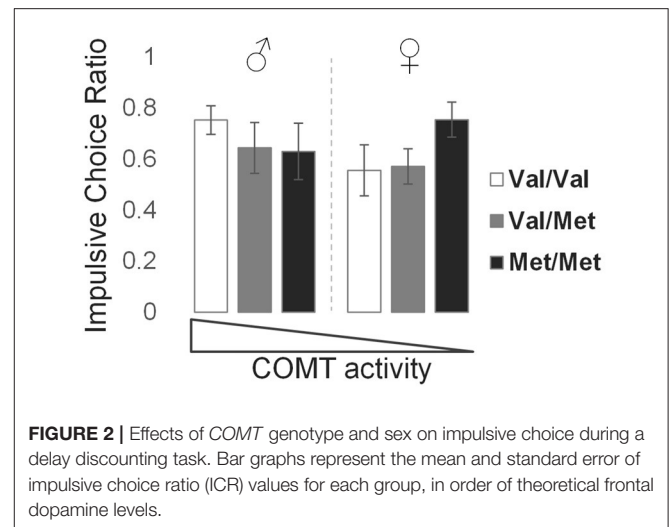 ♂ ♀
1
0.8
0.6
0.4
0.2
0
Impulsive Choice Ratio
Val/Val
Val/Met
Met/Met
COMT activity
FIGURE 2 | Effects of COMT genotype and sex on impulsive choice during a
delay discounting task. Bar graphs represent the mean and standard error of
impulsive choice ratio (ICR) values for each group, in order of theoretical frontal
dopamine levels.